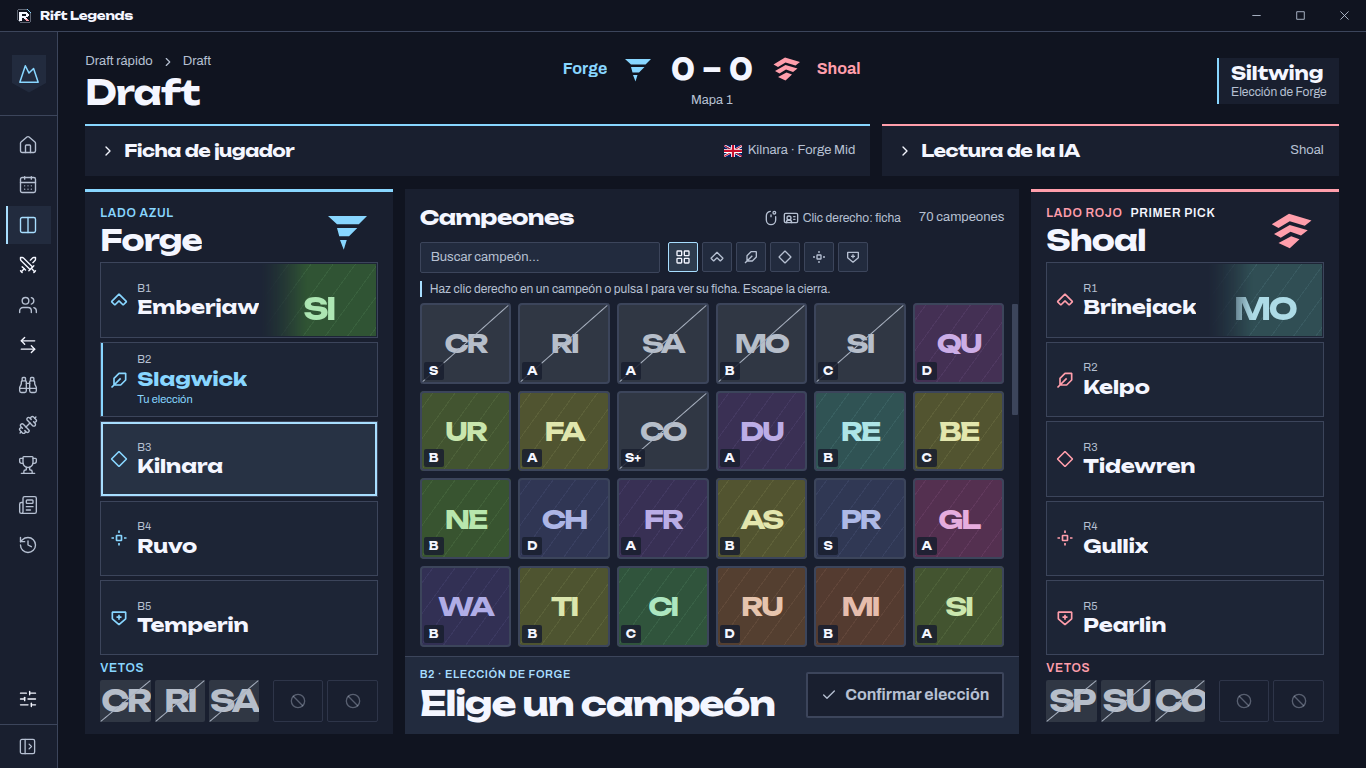 Rift Legends
Draft rápido > Draft
Draft
Forge 0 – 0 Shoal
Mapa 1
Siltwing
Elección de Forge
Ficha de jugador
Kilnara · Forge Mid
Lectura de la IA
Shoal
LADO AZUL
Forge
B1
Emberjaw
SI
B2
Slagwick
Tu elección
B3
Kilnara
B4
Ruvo
B5
Temperin
VETOS
CR RI SA
Campeones
Clic derecho: ficha
70 campeones
Buscar campeón...
Haz clic derecho en un campeón o pulsa I para ver su ficha. Escape la cierra.
CR RI SA MO SI QU
S A A B C D
UR FA CO DU RE BE
B A S+ A B C
NE CH FR AS PR GL
B D A B S A
WA TI CI RU MI SI
B B C D B A
B2 · ELECCIÓN DE FORGE
Elige un campeón
Confirmar elección
LADO ROJO PRIMER PICK
Shoal
R1
Brinejack
MO
R2
Kelpo
R3
Tidewren
R4
Gullix
R5
Pearlin
VETOS
SP SU CO